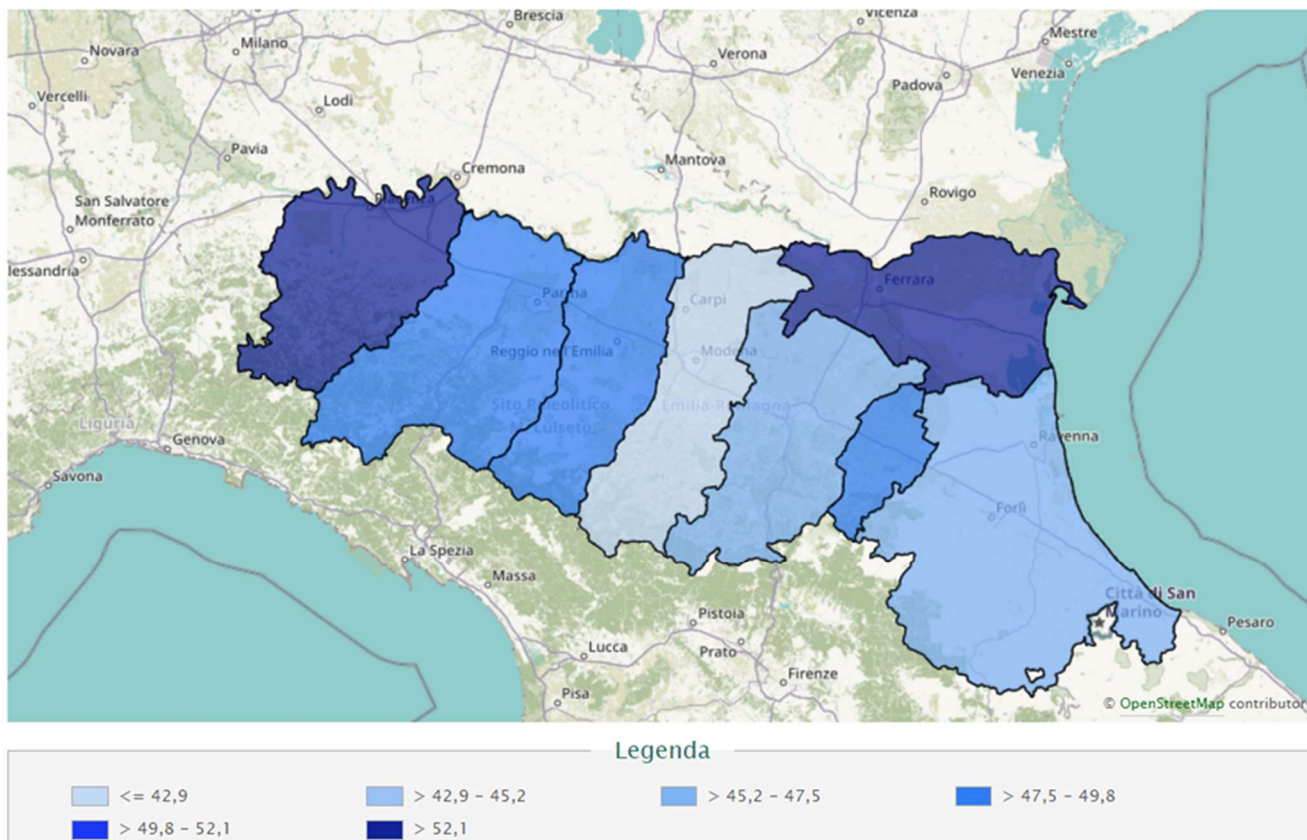 Brescia
Vicenza
Novara
Milano
Mestre
Verona
Venezia
Padova
Vercelli
Lodi
Pavia
Mantova
Cremona
Rovigo
San Salvatore
Monferrato
Piacenza
lessandria
Ferrara
Parma
Carpi
Reggio nell'Emilia
Modena
Sito Paleolitico
Emilia-Romagna
Liguria
Genova
Ravenna
Savona
Forlì
La Spezia
Massa
Città di San
Marino
Pistoia
Pesaro
Lucca
Prato
Firenze
Pisa
© OpenStreetMap contributor
Legenda
<= 42,9
> 42,9 – 45,2
> 45,2 – 47,5
> 47,5 – 49,8
> 49,8 – 52,1
> 52,1